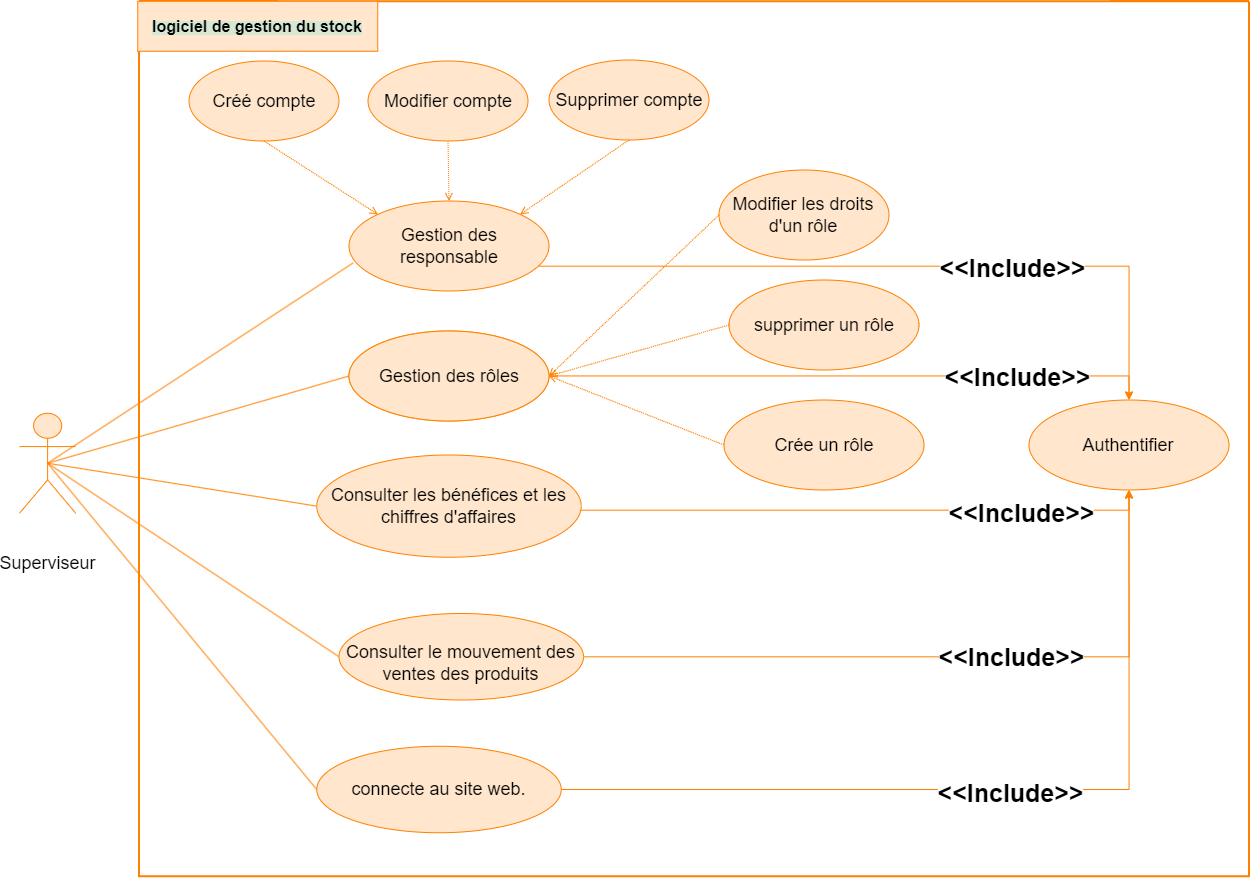 logiciel de gestion du stock
Créé compte
Modifier compte
Supprimer compte
Gestion des
responsable
Modifier les droits
d'un rôle
<<Include>>
supprimer un rôle
Gestion des rôles
<<Include>>
Crée un rôle
Authentifier
Consulter les bénéfices et les
chiffres d'affaires
<<Include>>
Superviseur
Consulter le mouvement des
ventes des produits
<<Include>>
connecte au site web.
<<Include>>